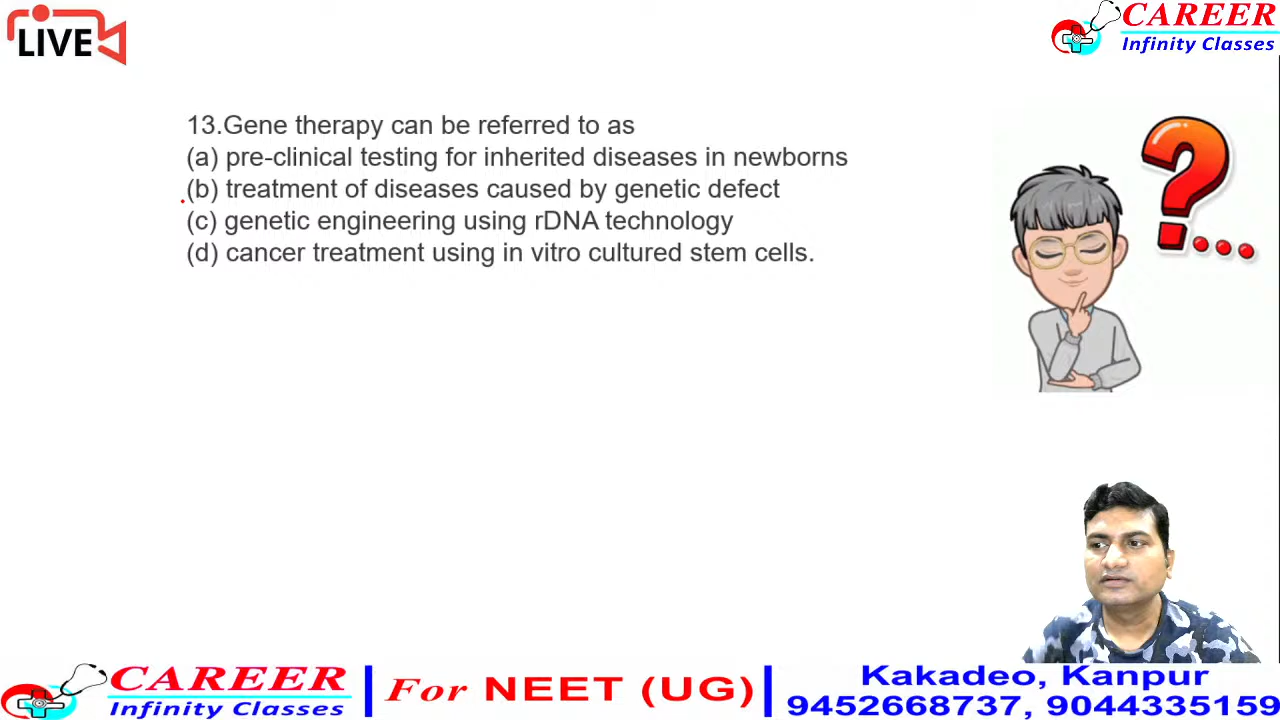 LIVE
CAREER
Infinity Classes
13.Gene therapy can be referred to as
(a) pre-clinical testing for inherited diseases in newborns
(b) treatment of diseases caused by genetic defect
(c) genetic engineering using rDNA technology
(d) cancer treatment using in vitro cultured stem cells.
CAREER
Infinity Classes
For NEET (UG)
Kakadeo, Kanpur
9452668737, 9044335159